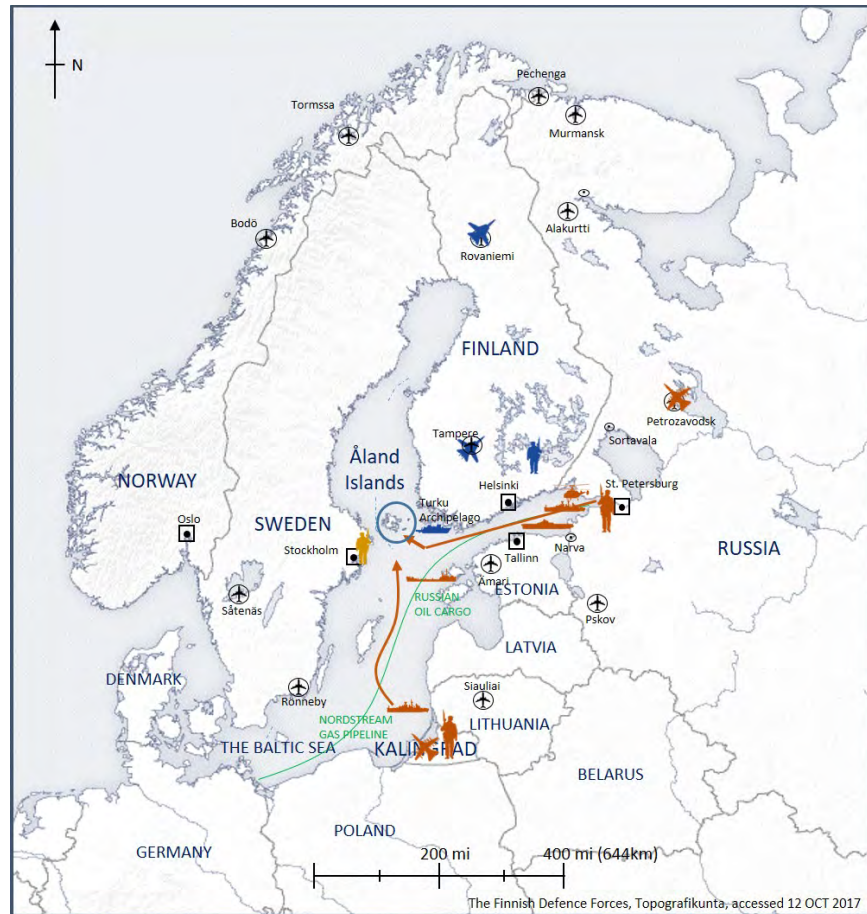 N
Pechenga
Tormssa
Murmansk
Bodö
Alakurtti
Rovaniemi
FINLAND
Petrozavodsk
Tampere
Sortavala
Åland
Islands
NORWAY
Helsinki
St. Petersburg
Turku
Archipelago
Oslo
SWEDEN
Stockholm
RUSSIA
Tallinn
Narva
Ämari
ESTONIA
Såtenäs
RUSSIAN
OIL CARGO
Pskov
LATVIA
DENMARK
Siauliai
Rönneby
LITHUANIA
NORDSTREAM
GAS PIPELINE
THE BALTIC SEA
KALINGRAD
BELARUS
POLAND
GERMANY
200 mi
400 mi (644km)
The Finnish Defence Forces, Topografikunta, accessed 12 OCT 2017